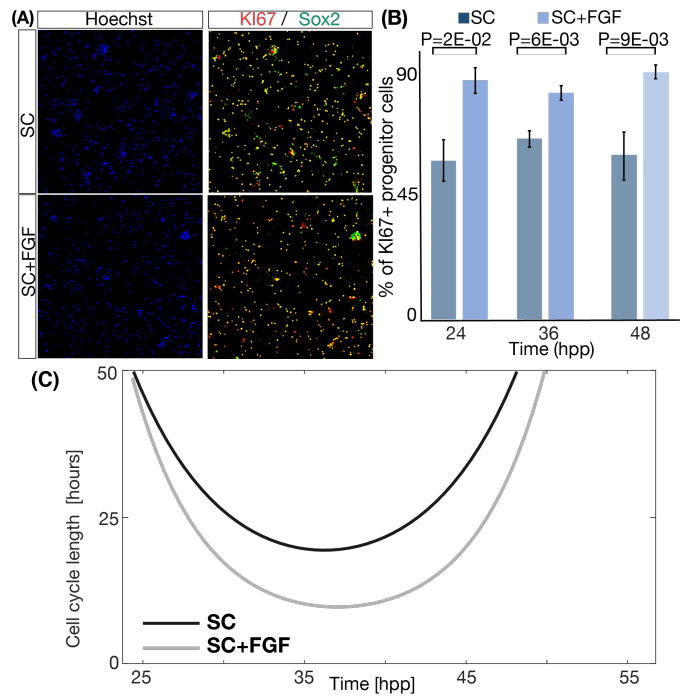 (A)
Hoechst
KI67 / Sox2
SC
SC+FGF
(B)
SC
SC+FGF
P=2E-02
P=6E-03
P=9E-03
% of KI67+ progenitor cells
90
45
0
24
36
48
Time (hpp)
(C)
Cell cycle length [hours]
50
25
0
SC
SC+FGF
25
35
45
55
Time [hpp]